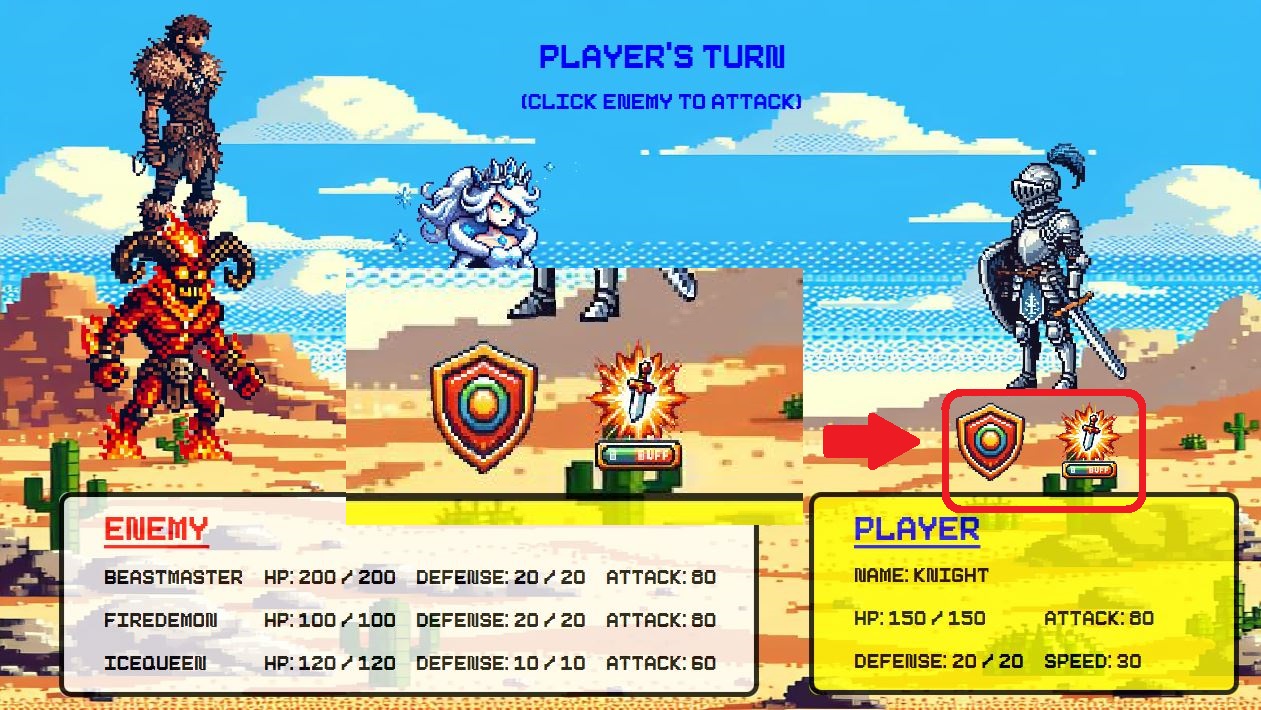 PLAYER'S TURN
(CLICK ENEMY TO ATTACK)
BUFF
BUFF
ENEMY
BEASTMASTER HP: 200 / 200 DEFENSE: 20 / 20 ATTACK: 80
FIREDEMON HP: 100 / 100 DEFENSE: 20 / 20 ATTACK: 80
ICEQUEEN HP: 120 / 120 DEFENSE: 10 / 10 ATTACK: 60
PLAYER
NAME: KNIGHT
HP: 150 / 150 ATTACK: 80
DEFENSE: 20 / 20 SPEED: 30